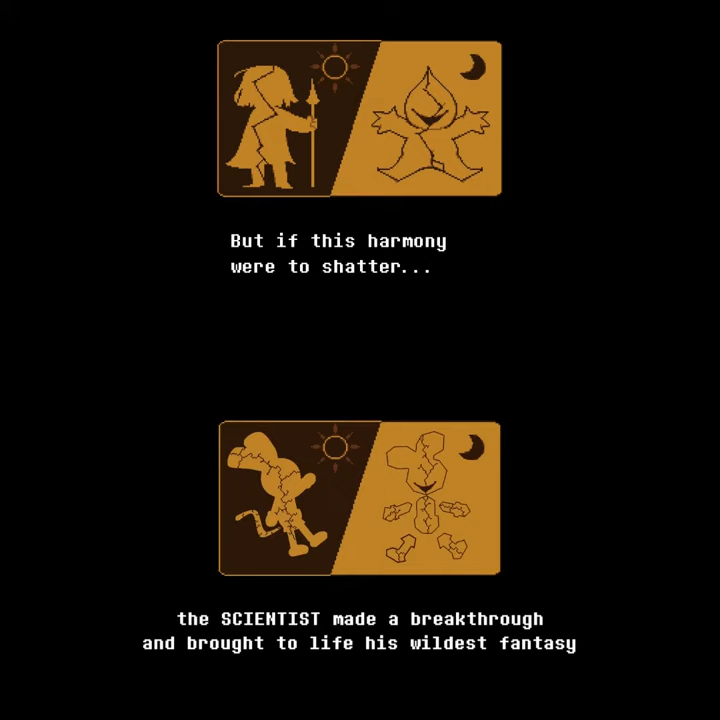 But if this harmony
were to shatter...
the SCIENTIST made a breakthrough
and brought to life his wildest fantasy